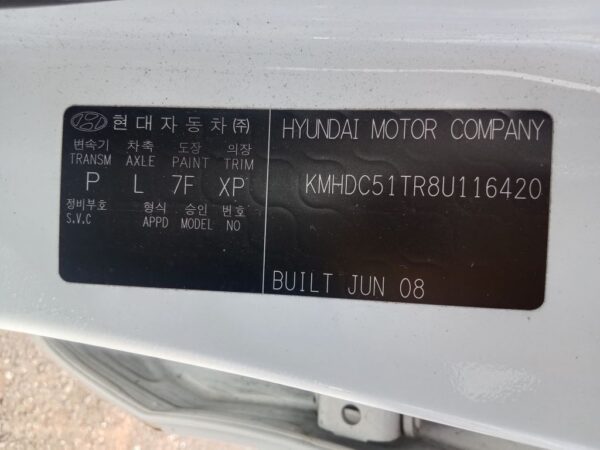 현대자동차㈜
변속기 차축 도장 의장
TRANSM AXLE PAINT TRIM
P L 7F XP
정비부호 형식 승인 번호
S.V.C APPD MODEL NO
HYUNDAI MOTOR COMPANY
KMHDC51TR8U116420
BUILT JUN 08